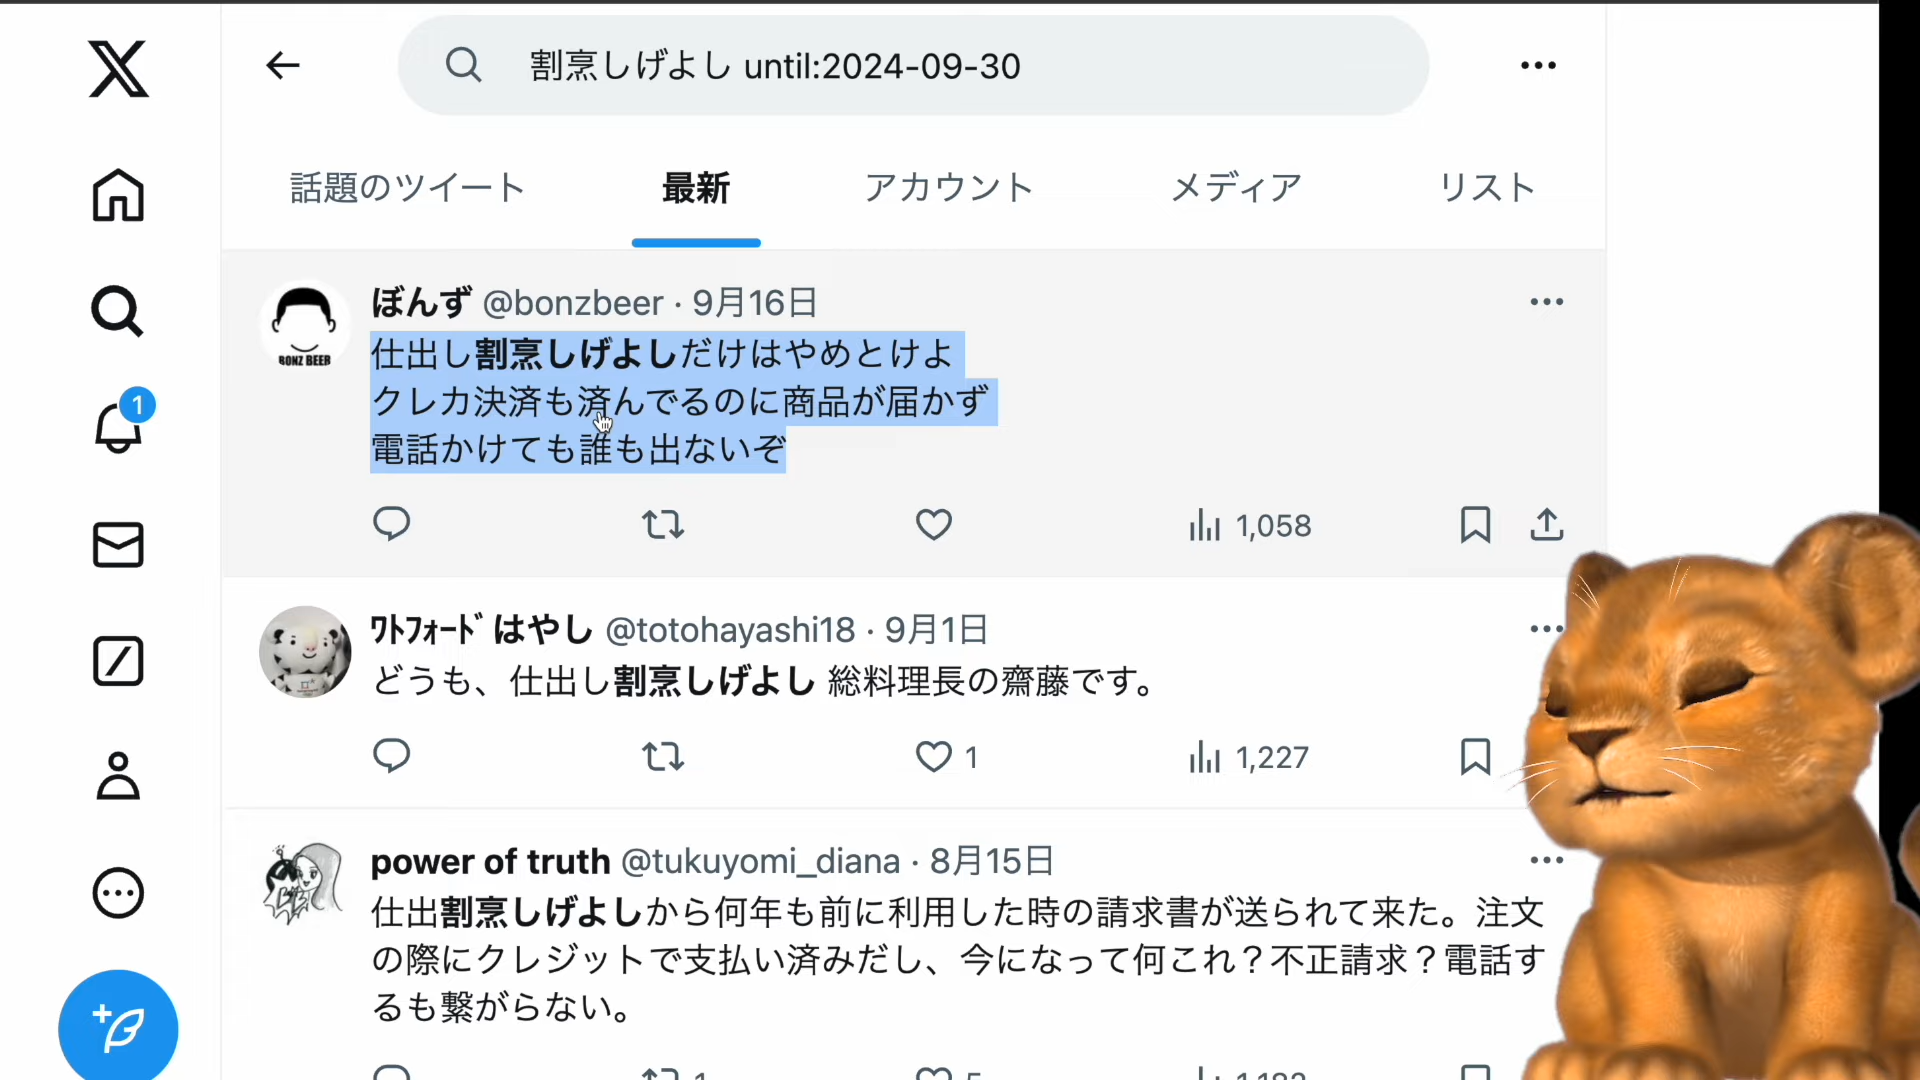 割烹しげよし until:2024-09-30
話題のツイート 最新 アカウント メディア リスト
ぼんず @bonzbeer · 9月16日
仕出し割烹しげよしだけはやめとけよ
クレカ決済も済んでるのに商品が届かず
電話かけても誰も出ないぞ
BONZ BEER
1,058
1
ﾜﾄﾌｫｰﾄﾞはやし @totohayashi18 · 9月1日
どうも、仕出し割烹しげよし 総料理長の齋藤です。
1 1,227
power of truth @tukuyomi_diana · 8月15日
仕出割烹しげよしから何年も前に利用した時の請求書が送られて来た。注文
の際にクレジットで支払い済みだし、今になって何これ？不正請求？電話す
るも繋がらない。